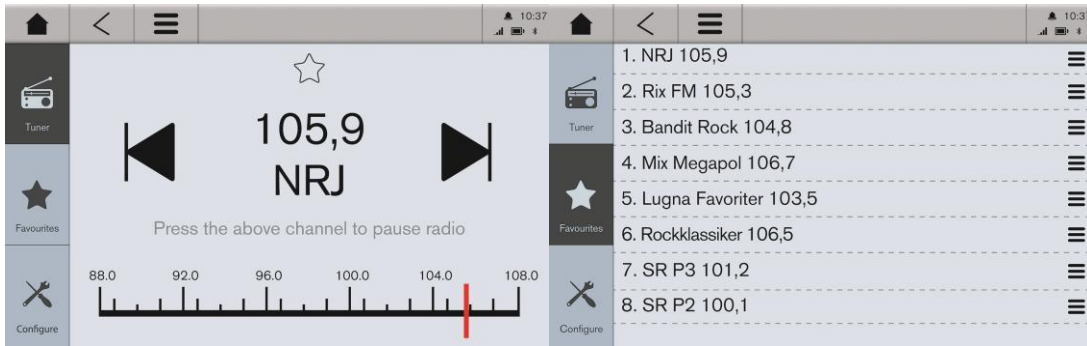 10:37
Tuner
Favourites
Configure
105,9
NRJ
Press the above channel to pause radio
88.0 92.0 96.0 100.0 104.0 108.0
10:3
Tuner
Favourites
Configure
1. NRJ 105,9
2. Rix FM 105,3
3. Bandit Rock 104,8
4. Mix Megapol 106,7
5. Lugna Favoriter 103,5
6. Rockklassiker 106,5
7. SR P3 101,2
8. SR P2 100,1